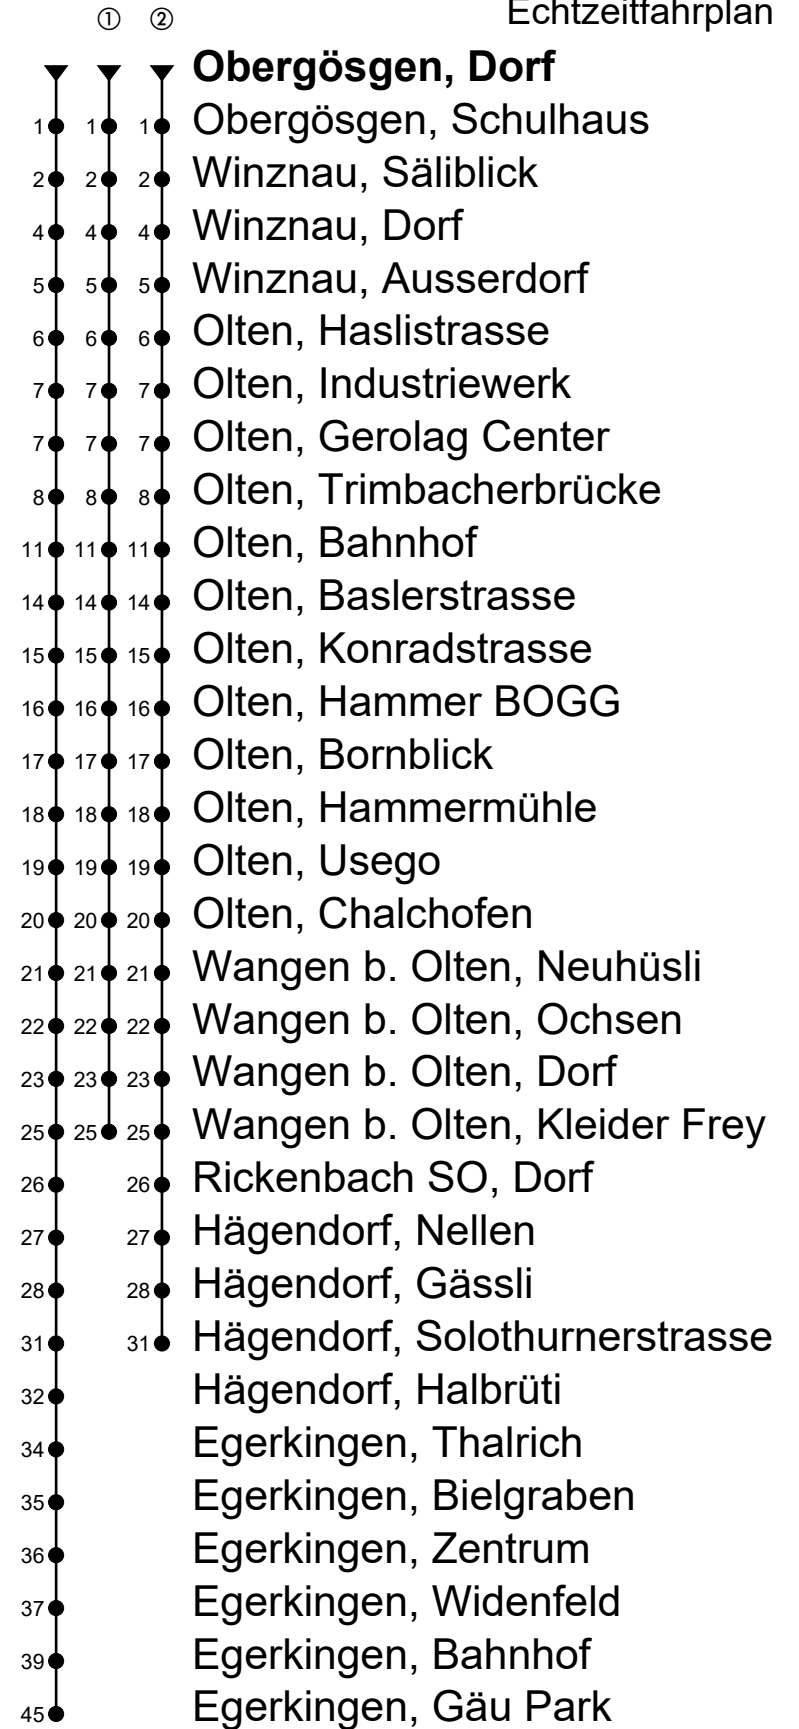 ① ② Echtzeitfahrplan
Obergösgen, Dorf
1 1 1 Obergösgen, Schulhaus
2 2 2 Winznau, Säliblick
4 4 4 Winznau, Dorf
5 5 5 Winznau, Ausserdorf
6 6 6 Olten, Haslistrasse
7 7 7 Olten, Industriewerk
7 7 7 Olten, Gerolag Center
8 8 8 Olten, Trimbacherbrücke
11 11 11 Olten, Bahnhof
14 14 14 Olten, Baslerstrasse
15 15 15 Olten, Konradstrasse
16 16 16 Olten, Hammer BOGG
17 17 17 Olten, Bornblick
18 18 18 Olten, Hammermühle
19 19 19 Olten, Usego
20 20 20 Olten, Chalchofen
21 21 21 Wangen b. Olten, Neuhüsli
22 22 22 Wangen b. Olten, Ochsen
23 23 23 Wangen b. Olten, Dorf
25 25 25 Wangen b. Olten, Kleider Frey
26 26 Rickenbach SO, Dorf
27 27 Hägendorf, Nellen
28 28 Hägendorf, Gässli
31 31 Hägendorf, Solothurnerstrasse
32 Hägendorf, Halbrüti
34 Egerkingen, Thalrich
35 Egerkingen, Bielgraben
36 Egerkingen, Zentrum
37 Egerkingen, Widenfeld
39 Egerkingen, Bahnhof
45 Egerkingen, Gäu Park